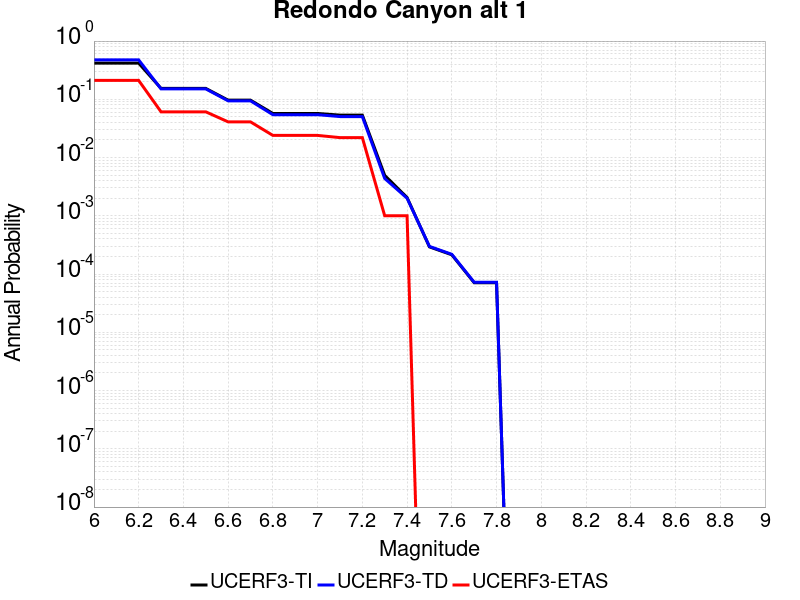 Redondo Canyon alt 1
10^0
10^-1
10^-2
10^-3
10^-4
10^-5
10^-6
10^-7
10^-8
Annual Probability
6 6.2 6.4 6.6 6.8 7 7.2 7.4 7.6 7.8 8 8.2 8.4 8.6 8.8 9
Magnitude
UCERF3-TI UCERF3-TD UCERF3-ETAS